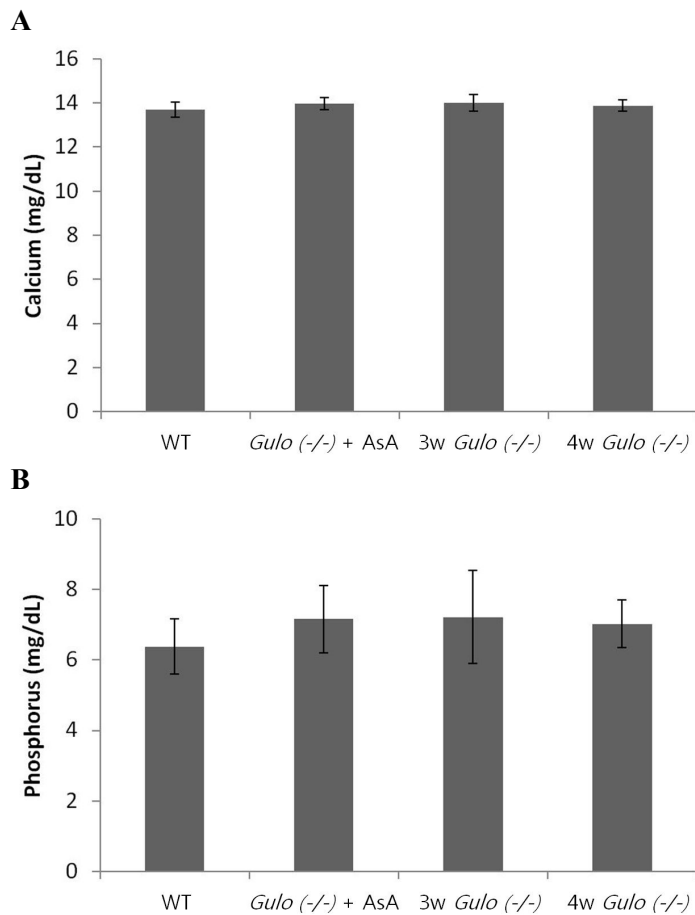 A
Calcium (mg/dL)
16
14
12
10
8
6
4
2
0
WT
Gulo (-/-) + AsA
3w Gulo (-/-)
4w Gulo (-/-)
B
Phosphorus (mg/dL)
10
8
6
4
2
0
WT
Gulo (-/-) + AsA
3w Gulo (-/-)
4w Gulo (-/-)